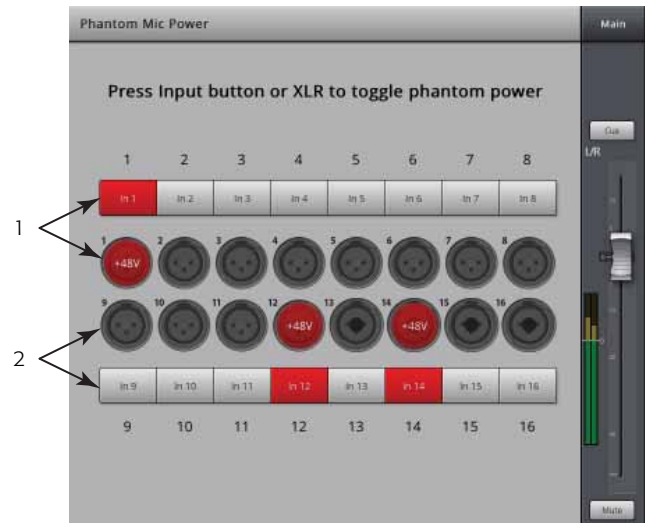 Phantom Mic Power
Main
Press Input button or XLR to toggle phantom power
Cue
L/R
1 2 3 4 5 6 7 8
In 1 In 2 In 3 In 4 In 5 In 6 In 7 In 8
1
1 2 3 4 5 6 7 8
+48V
9 10 11 12 13 14 15 16
+48V +48V
2
In 9 In 10 In 11 In 12 In 13 In 14 In 15 In 16
9 10 11 12 13 14 15 16
Mute